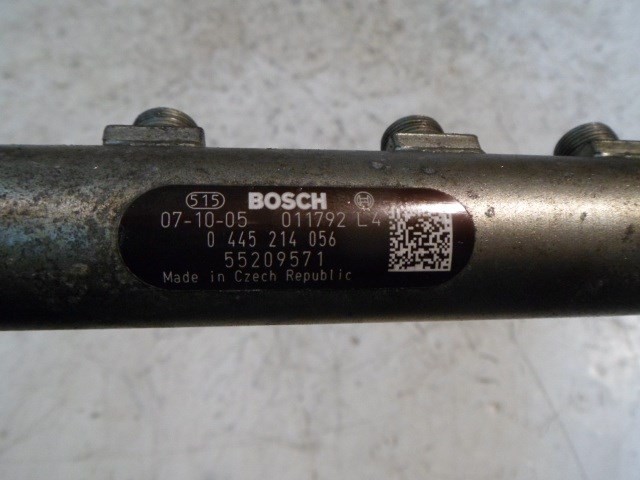 515 BOSCH
07-10-05 011792 L4
0 445 214 056
55209571
Made in Czech Republic